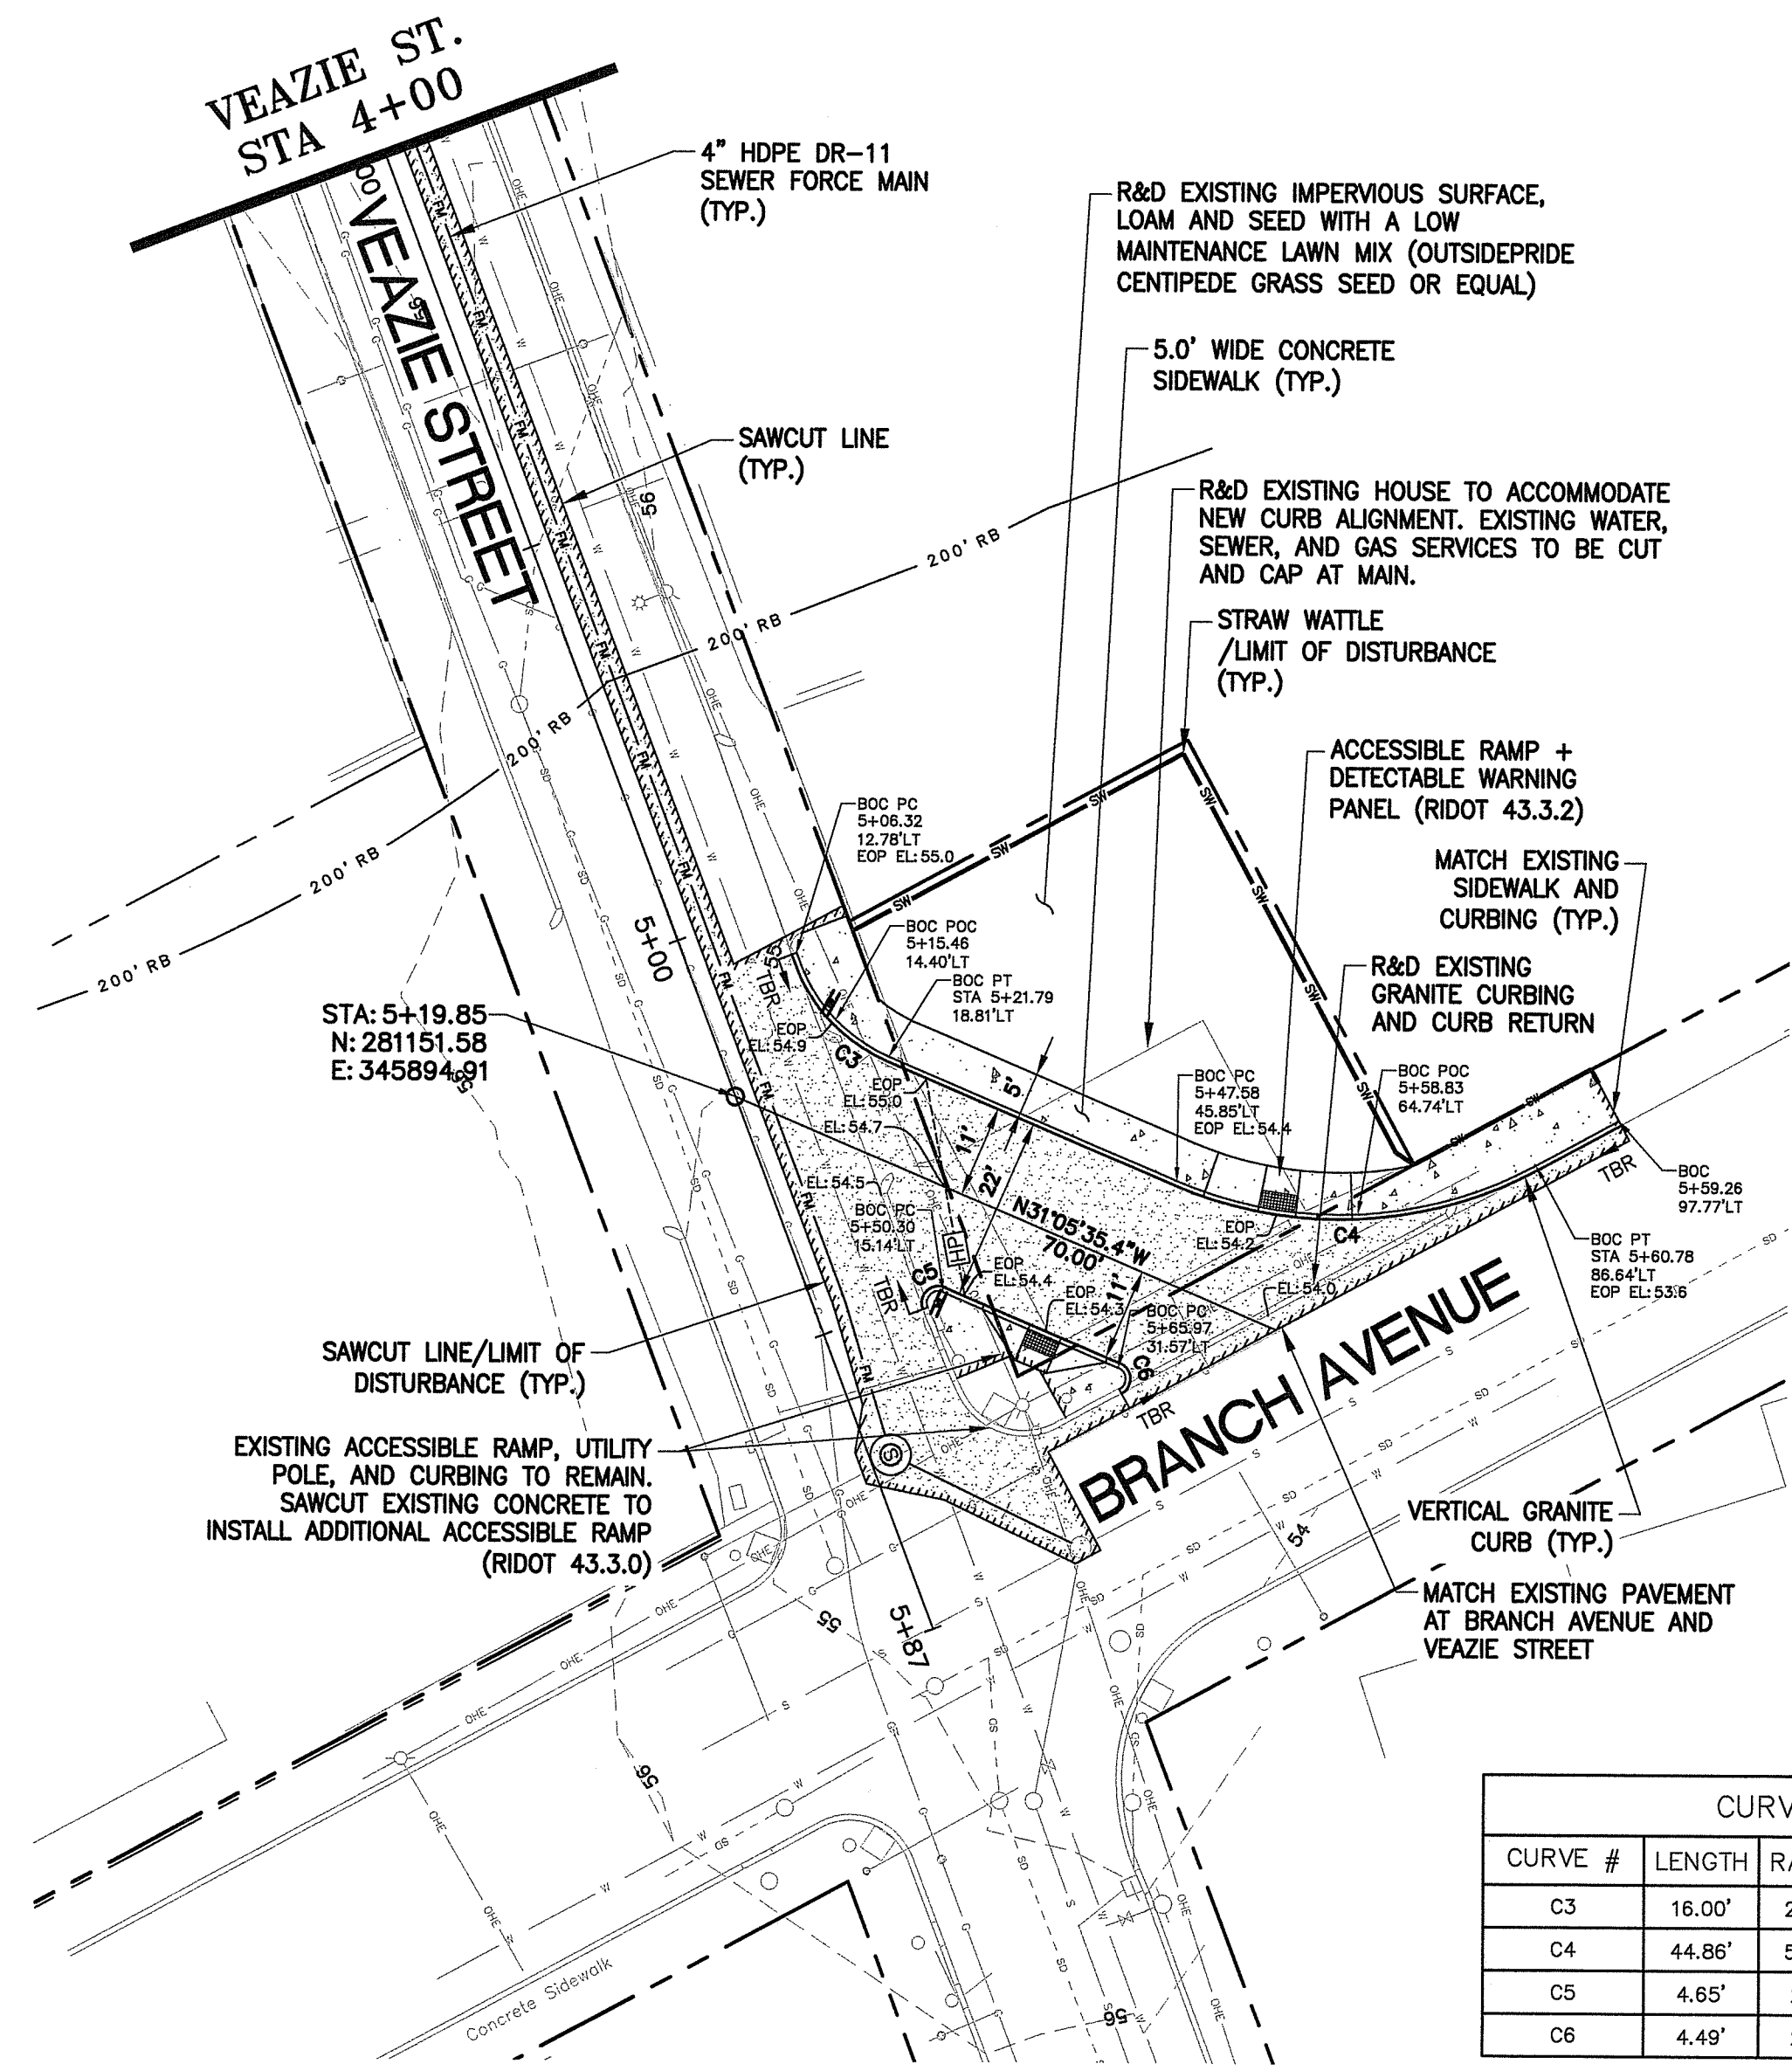 VEAZIE ST.
STA 4+00
4" HDPE DR-11
SEWER FORCE MAIN
(TYP.)
R&D EXISTING IMPERVIOUS SURFACE,
LOAM AND SEED WITH A LOW
MAINTENANCE LAWN MIX (OUTSIDEPRIDE
CENTIPEDE GRASS SEED OR EQUAL)
5.0' WIDE CONCRETE
SIDEWALK (TYP.)
VEAZIE STREET
56
SAWCUT LINE
(TYP.)
56
R&D EXISTING HOUSE TO ACCOMMODATE
NEW CURB ALIGNMENT. EXISTING WATER,
SEWER, AND GAS SERVICES TO BE CUT
AND CAP AT MAIN.
200' RB
200' RB
200' RB
200' RB
200' RB
STRAW WATTLE
/LIMIT OF DISTURBANCE
(TYP.)
ACCESSIBLE RAMP +
DETECTABLE WARNING
PANEL (RIDOT 43.3.2)
MATCH EXISTING
SIDEWALK AND
CURBING (TYP.)
R&D EXISTING
GRANITE CURBING
AND CURB RETURN
BOC PC
5+06.32
12.78'LT
EOP EL:55.0
BOC POC
5+15.46
14.40'LT
BOC PT
STA 5+21.79
18.81'LT
5+00
55
TBR
STA: 5+19.85
N: 281151.58
E: 345894.91
55
EOP
EL:54.9
C3
EOP
EL:55.0
EL:54.7
5'
11'
22'
BOC PC
5+47.58
45.85'LT
EOP EL:54.4
BOC POC
5+58.83
64.74'LT
EL:54.5
BOC PC
5+50.30
15.14'LT
HP
N31°05'35.4"W
70.00'
EOP
EL:54.2
C4
TBR
BOC
5+59.26
97.77'LT
BOC PT
STA 5+60.78
86.64'LT
EOP EL:53.6
C5
TBR
EOP
EL:54.4
EOP
EL:54.3
11'
BOC PC
5+65.97
31.57'LT
EL:54.0
C6
TBR
SAWCUT LINE/LIMIT OF
DISTURBANCE (TYP.)
EXISTING ACCESSIBLE RAMP, UTILITY
POLE, AND CURBING TO REMAIN.
SAWCUT EXISTING CONCRETE TO
INSTALL ADDITIONAL ACCESSIBLE RAMP
(RIDOT 43.3.0)
S
BRANCH AVENUE
VERTICAL GRANITE
CURB (TYP.)
MATCH EXISTING PAVEMENT
AT BRANCH AVENUE AND
VEAZIE STREET
54
55
5+87
56
56
Concrete Sidewalk
CURVE # LENGTH
C3 16.00'
C4 44.86'
C5 4.65'
C6 4.49'